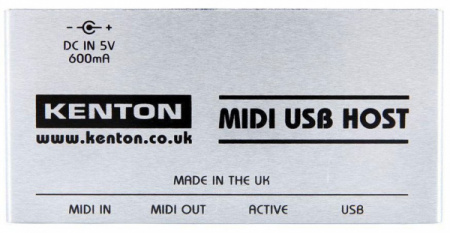 - +
DC IN 5V
600mA
KENTON
www.kenton.co.uk
MIDI USB HOST
MADE IN THE UK
MIDI IN MIDI OUT ACTIVE USB